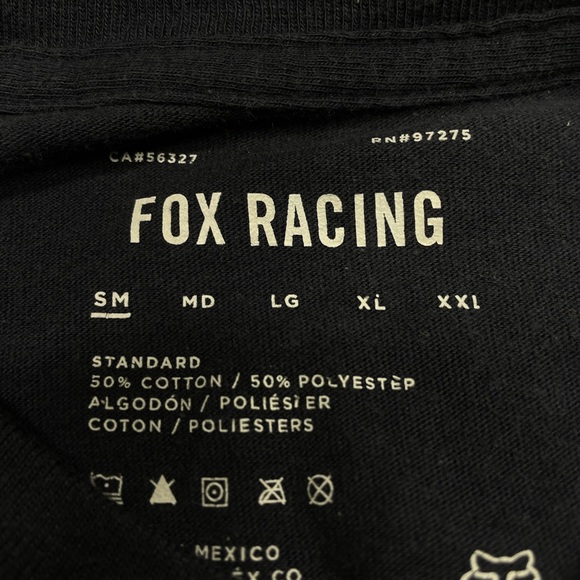 CA#56327
RN#97275
FOX RACING
SM MD LG XL XXL
STANDARD
50% COTTON / 50% POLYESTER
ALGODÓN / POLIÉSTER
COTON / POLIESTERS
MEXICO